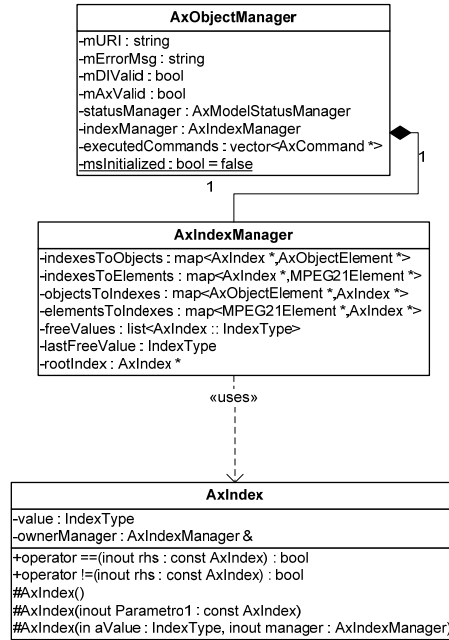 AxObjectManager
-mURI : string
-mErrorMsg : string
-mDIValid : bool
-mAxValid : bool
-statusManager : AxModelStatusManager
-indexManager : AxIndexManager
-executedCommands : vector<AxCommand *>
-msInitialized : bool = false
1
1
AxIndexManager
-indexesToObjects : map<AxIndex *,AxObjectElement *>
-indexesToElements : map<AxIndex *,MPEG21Element *>
-objectsToIndexes : map<AxObjectElement *,AxIndex *>
-elementsToIndexes : map<MPEG21Element *,AxIndex *>
-freeValues : list<AxIndex :: IndexType>
-lastFreeValue : IndexType
-rootIndex : AxIndex *
«uses»
AxIndex
-value : IndexType
-ownerManager : AxIndexManager &
+operator ==(inout rhs : const AxIndex) : bool
+operator !=(inout rhs : const AxIndex) : bool
#AxIndex()
#AxIndex(inout Parametro1 : const AxIndex)
#AxIndex(in aValue : IndexType, inout manager : AxIndexManager)